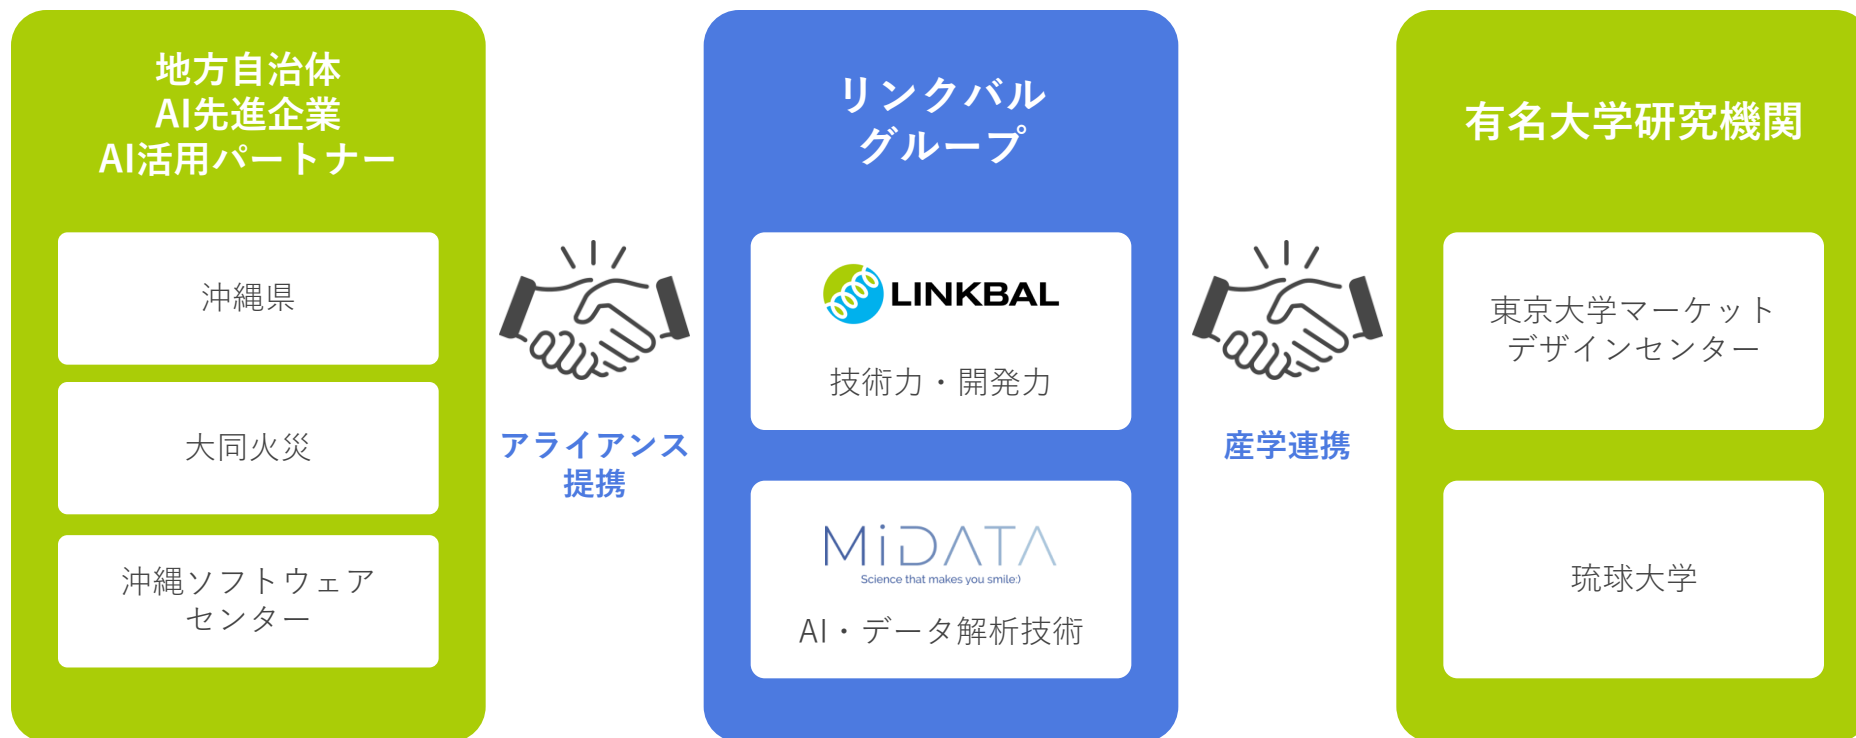 地方自治体
AI先進企業
AI活用パートナー
沖縄県
大同火災
沖縄ソフトウェア
センター
アライアンス
提携
リンクバル
グループ
LINKBAL
技術力・開発力
MiDATA
Science that makes you smile:)
AI・データ解析技術
産学連携
有名大学研究機関
東京大学マーケット
デザインセンター
琉球大学